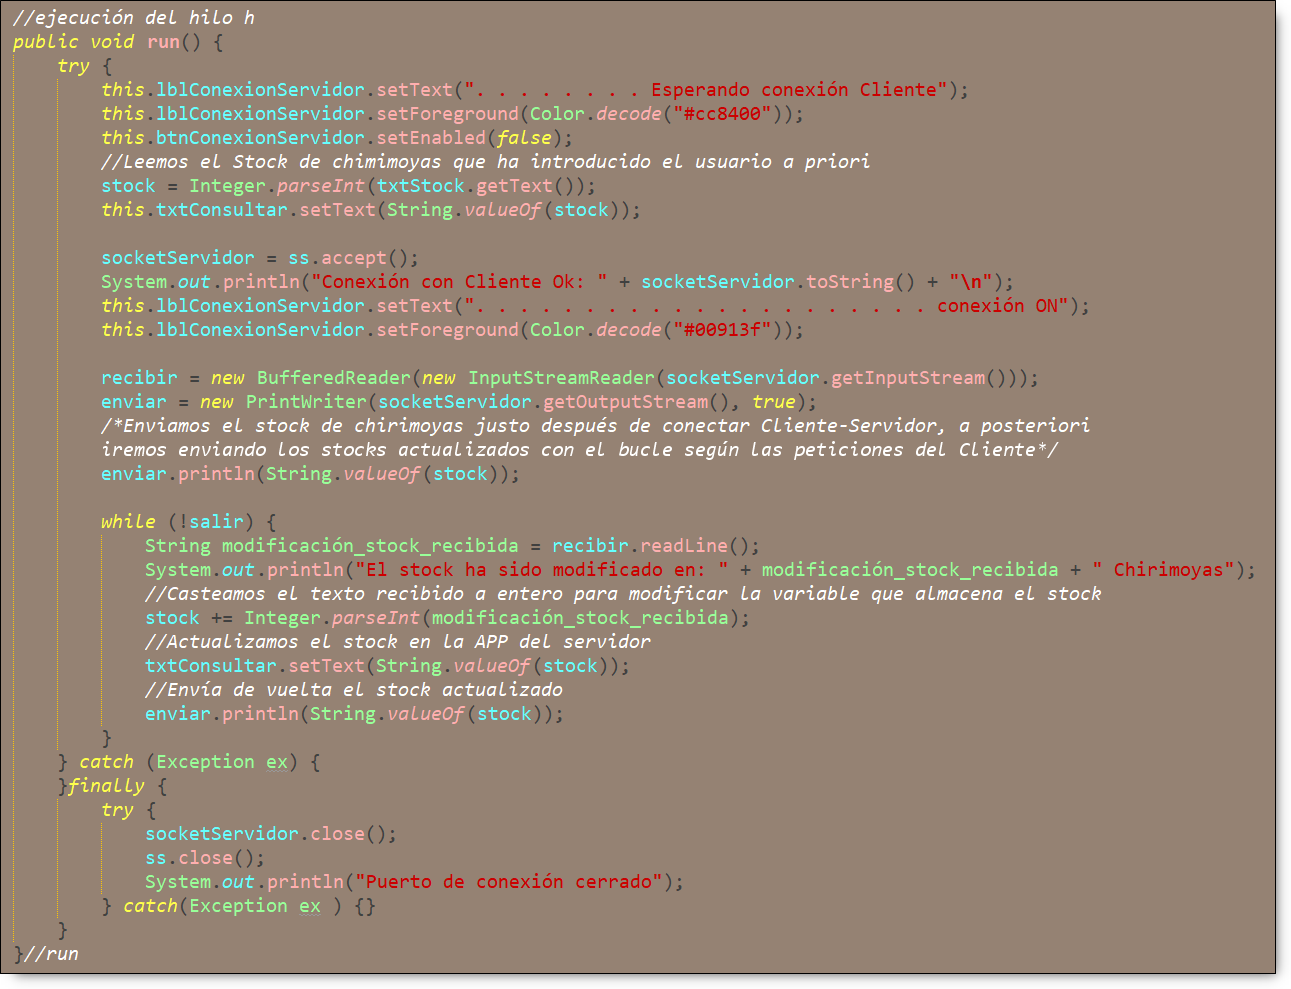 //ejecución del hilo h
public void run() {
try {
this.lblConexionServidor.setText(". . . . . . . . Esperando conexión Cliente");
this.lblConexionServidor.setForeground(Color.decode("#cc8400"));
this.btnConexionServidor.setEnabled(false);
//Leemos el Stock de chimimoyas que ha introducido el usuario a priori
stock = Integer.parseInt(txtStock.getText());
this.txtConsultar.setText(String.valueOf(stock));
socketServidor = ss.accept();
System.out.println("Conexión con Cliente Ok: " + socketServidor.toString() + "\n");
this.lblConexionServidor.setText(". . . . . . . . . . . . . . . . . . . . . conexión ON");
this.lblConexionServidor.setForeground(Color.decode("#00913f"));
recibir = new BufferedReader(new InputStreamReader(socketServidor.getInputStream()));
enviar = new PrintWriter(socketServidor.getOutputStream(), true);
/*Enviamos el stock de chirimoyas justo después de conectar Cliente-Servidor, a posteriori
iremos enviando los stocks actualizados con el bucle según las peticiones del Cliente*/
enviar.println(String.valueOf(stock));
while (!salir) {
String modificación_stock_recibida = recibir.readLine();
System.out.println("El stock ha sido modificado en: " + modificación_stock_recibida + " Chirimoyas");
//Casteamos el texto recibido a entero para modificar la variable que almacena el stock
stock += Integer.parseInt(modificación_stock_recibida);
//Actualizamos el stock en la APP del servidor
txtConsultar.setText(String.valueOf(stock));
//Envía de vuelta el stock actualizado
enviar.println(String.valueOf(stock));
}
} catch (Exception ex) {
}finally {
try {
socketServidor.close();
ss.close();
System.out.println("Puerto de conexión cerrado");
} catch(Exception ex ) {}
}
}//run